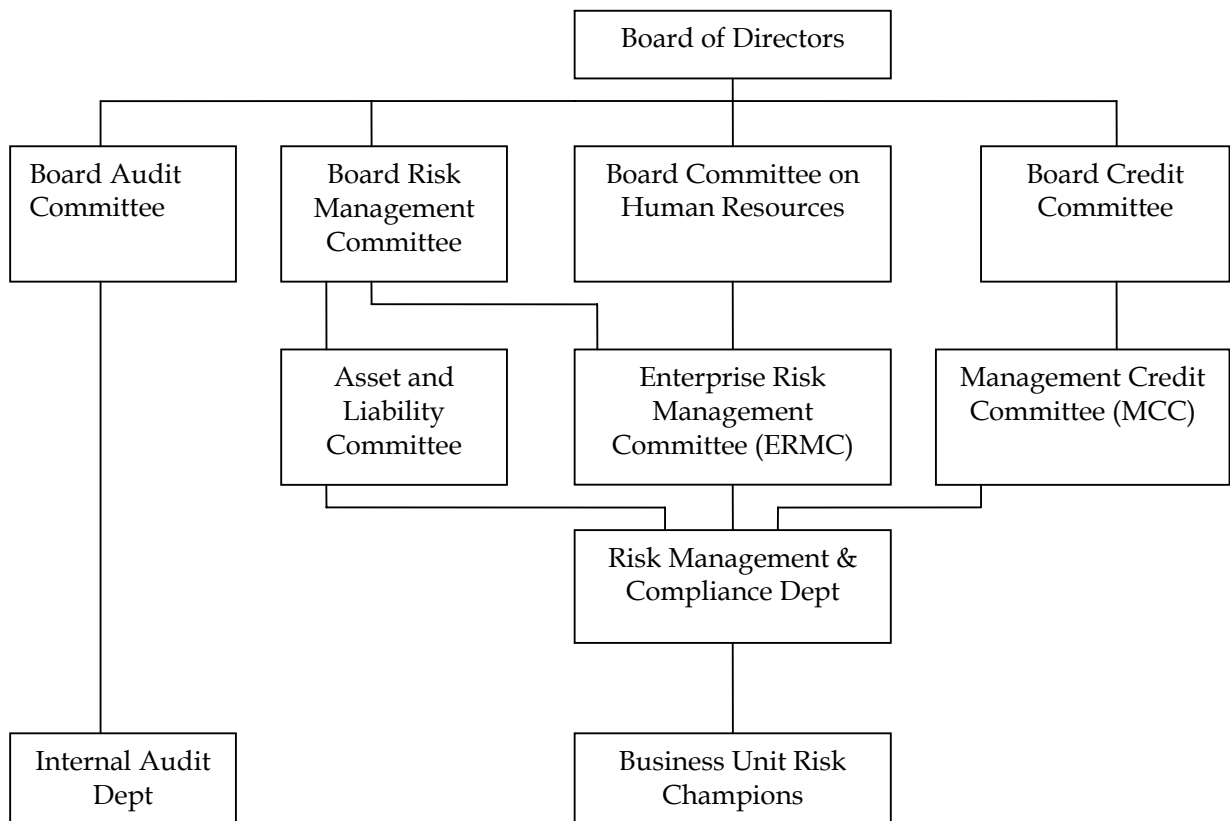 Board of Directors
Board Audit
Committee
Board Risk
Management
Committee
Board Committee on
Human Resources
Board Credit
Committee
Asset and
Liability
Committee
Enterprise Risk
Management
Committee (ERMC)
Management Credit
Committee (MCC)
Risk Management &
Compliance Dept
Internal Audit
Dept
Business Unit Risk
Champions